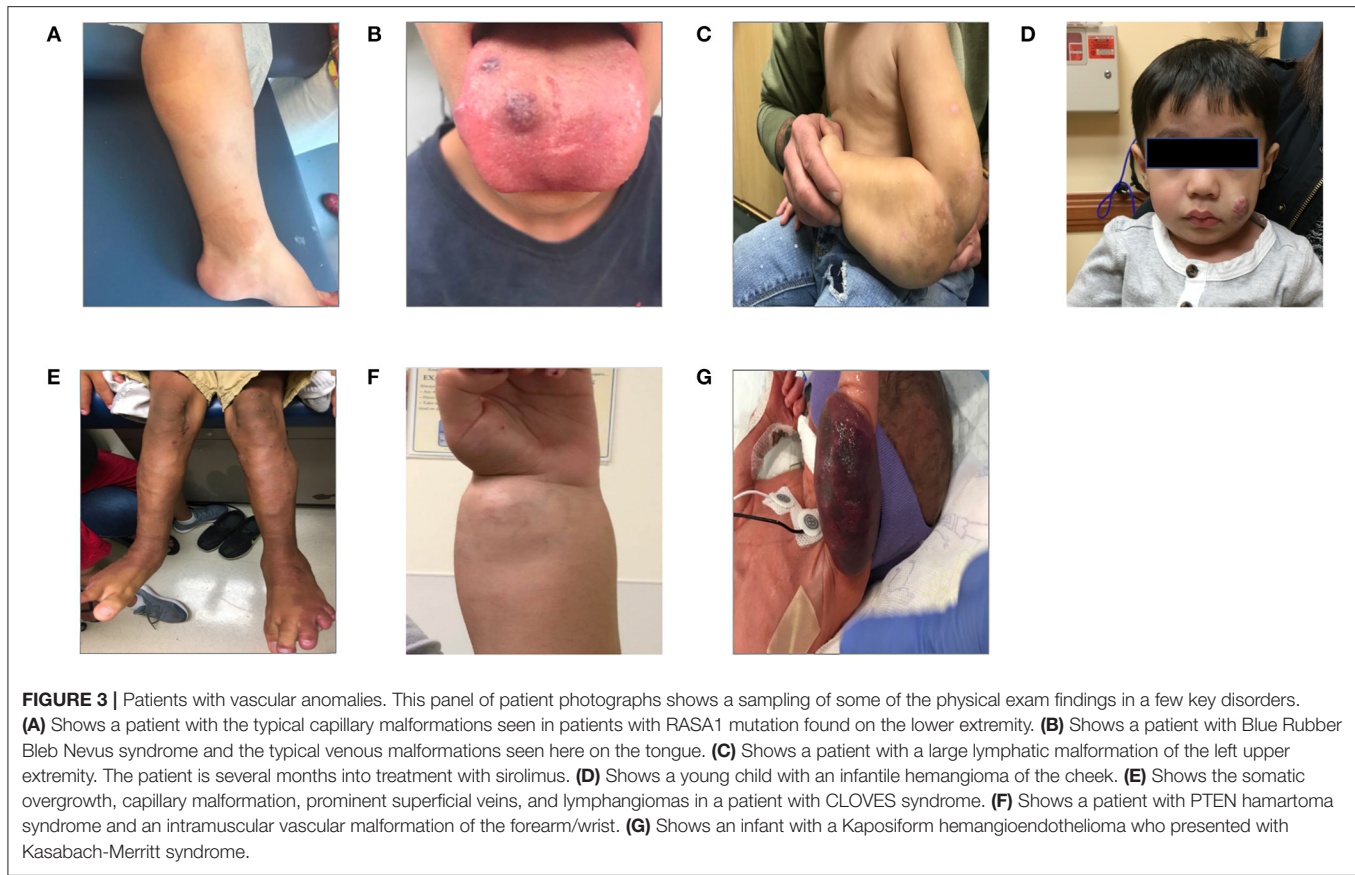 A
B
C
D
E
F
G
FIGURE 3 | Patients with vascular anomalies. This panel of patient photographs shows a sampling of some of the physical exam findings in a few key disorders.
(A) Shows a patient with the typical capillary malformations seen in patients with RASA1 mutation found on the lower extremity. (B) Shows a patient with Blue Rubber
Bleb Nevus syndrome and the typical venous malformations seen here on the tongue. (C) Shows a patient with a large lymphatic malformation of the left upper
extremity. The patient is several months into treatment with sirolimus. (D) Shows a young child with an infantile hemangioma of the cheek. (E) Shows the somatic
overgrowth, capillary malformation, prominent superficial veins, and lymphangiomas in a patient with CLOVES syndrome. (F) Shows a patient with PTEN hamartoma
syndrome and an intramuscular vascular malformation of the forearm/wrist. (G) Shows an infant with a Kaposiform hemangioendothelioma who presented with
Kasabach-Merritt syndrome.